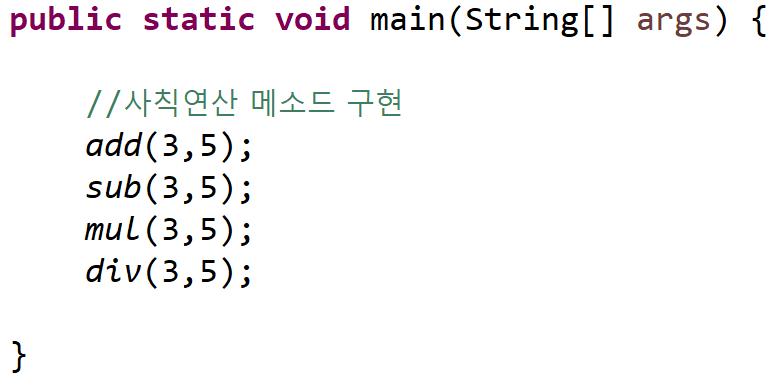 public static void main(String[] args) {
//사칙연산 메소드 구현
add(3,5);
sub(3,5);
mul(3,5);
div(3,5);
}